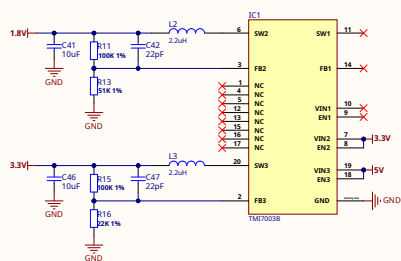 IC1
1.8V
L2
2.2uH
6 SW2
SW1 11
C41
10uF
R11
100K 1%
C42
22pF
3 FB2
FB1 14
GND
R13
51K 1%
GND
1 NC
4 NC
5 NC
12 NC
13 NC
15 NC
16 NC
17 NC
VIN1 10
EN1 9
VIN2 7
EN2 8
3.3V
3.3V
L3
2.2uH
20 SW3
VIN3 19
EN3 18
5V
C46
10uF
R15
100K 1%
C47
22pF
2 FB3
GND
GND
GND
R16
22K 1%
GND
TMI7003B